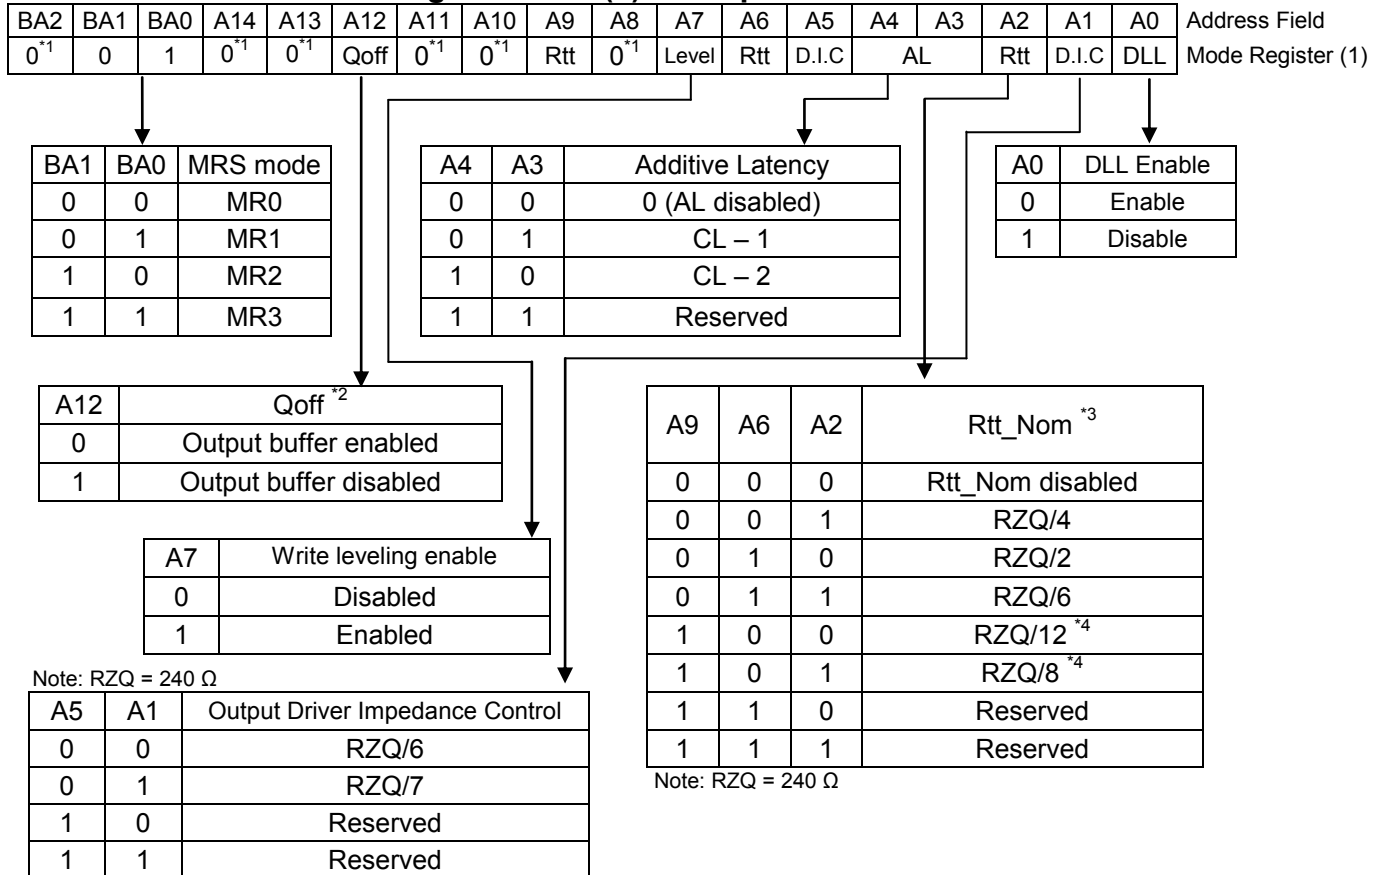 BA2 BA1 BA0 A14 A13 A12 A11 A10 A9 A8 A7 A6 A5 A4 A3 A2 A1 A0 Address Field
0*1 0 1 0*1 0*1 Qoff 0*1 0*1 Rtt 0*1 Level Rtt D.I.C AL Rtt D.I.C DLL Mode Register (1)
BA1 BA0 MRS mode
0 0 MR0
0 1 MR1
1 0 MR2
1 1 MR3
A4 A3 Additive Latency
0 0 0 (AL disabled)
0 1 CL – 1
1 0 CL – 2
1 1 Reserved
A0 DLL Enable
0 Enable
1 Disable
A12 Qoff *2
0 Output buffer enabled
1 Output buffer disabled
A7 Write leveling enable
0 Disabled
1 Enabled
A9 A6 A2 Rtt_Nom *3
0 0 0 Rtt_Nom disabled
0 0 1 RZQ/4
0 1 0 RZQ/2
0 1 1 RZQ/6
1 0 0 RZQ/12 *4
1 0 1 RZQ/8 *4
1 1 0 Reserved
1 1 1 Reserved
Note: RZQ = 240 Ω
Note: RZQ = 240 Ω
A5 A1 Output Driver Impedance Control
0 0 RZQ/6
0 1 RZQ/7
1 0 Reserved
1 1 Reserved